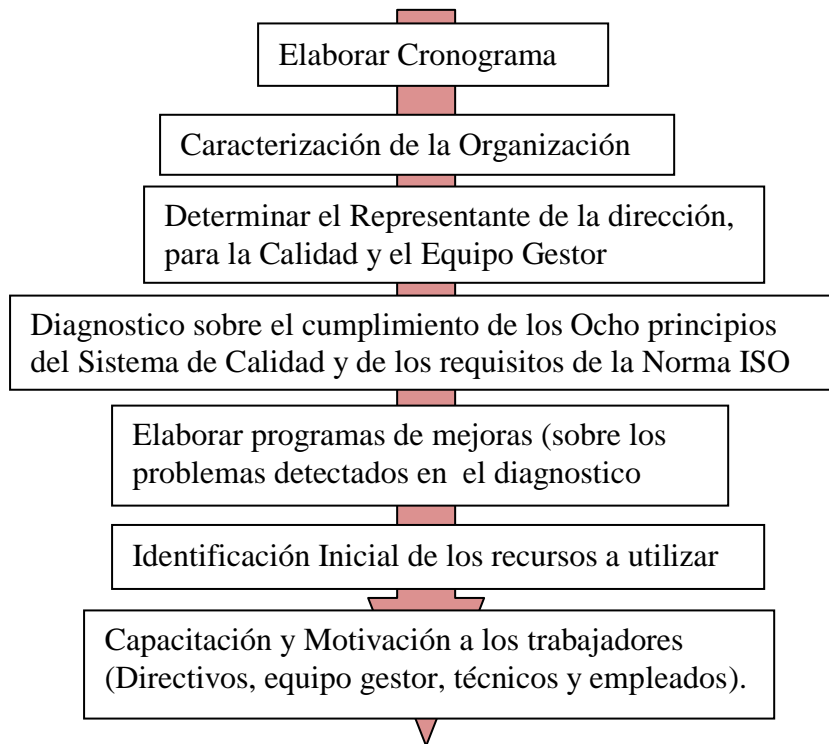 Elaborar Cronograma
Caracterización de la Organización
Determinar el Representante de la dirección,
para la Calidad y el Equipo Gestor
Diagnostico sobre el cumplimiento de los Ocho principios
del Sistema de Calidad y de los requisitos de la Norma ISO
Elaborar programas de mejoras (sobre los
problemas detectados en el diagnostico
Identificación Inicial de los recursos a utilizar
Capacitación y Motivación a los trabajadores
(Directivos, equipo gestor, técnicos y empleados).